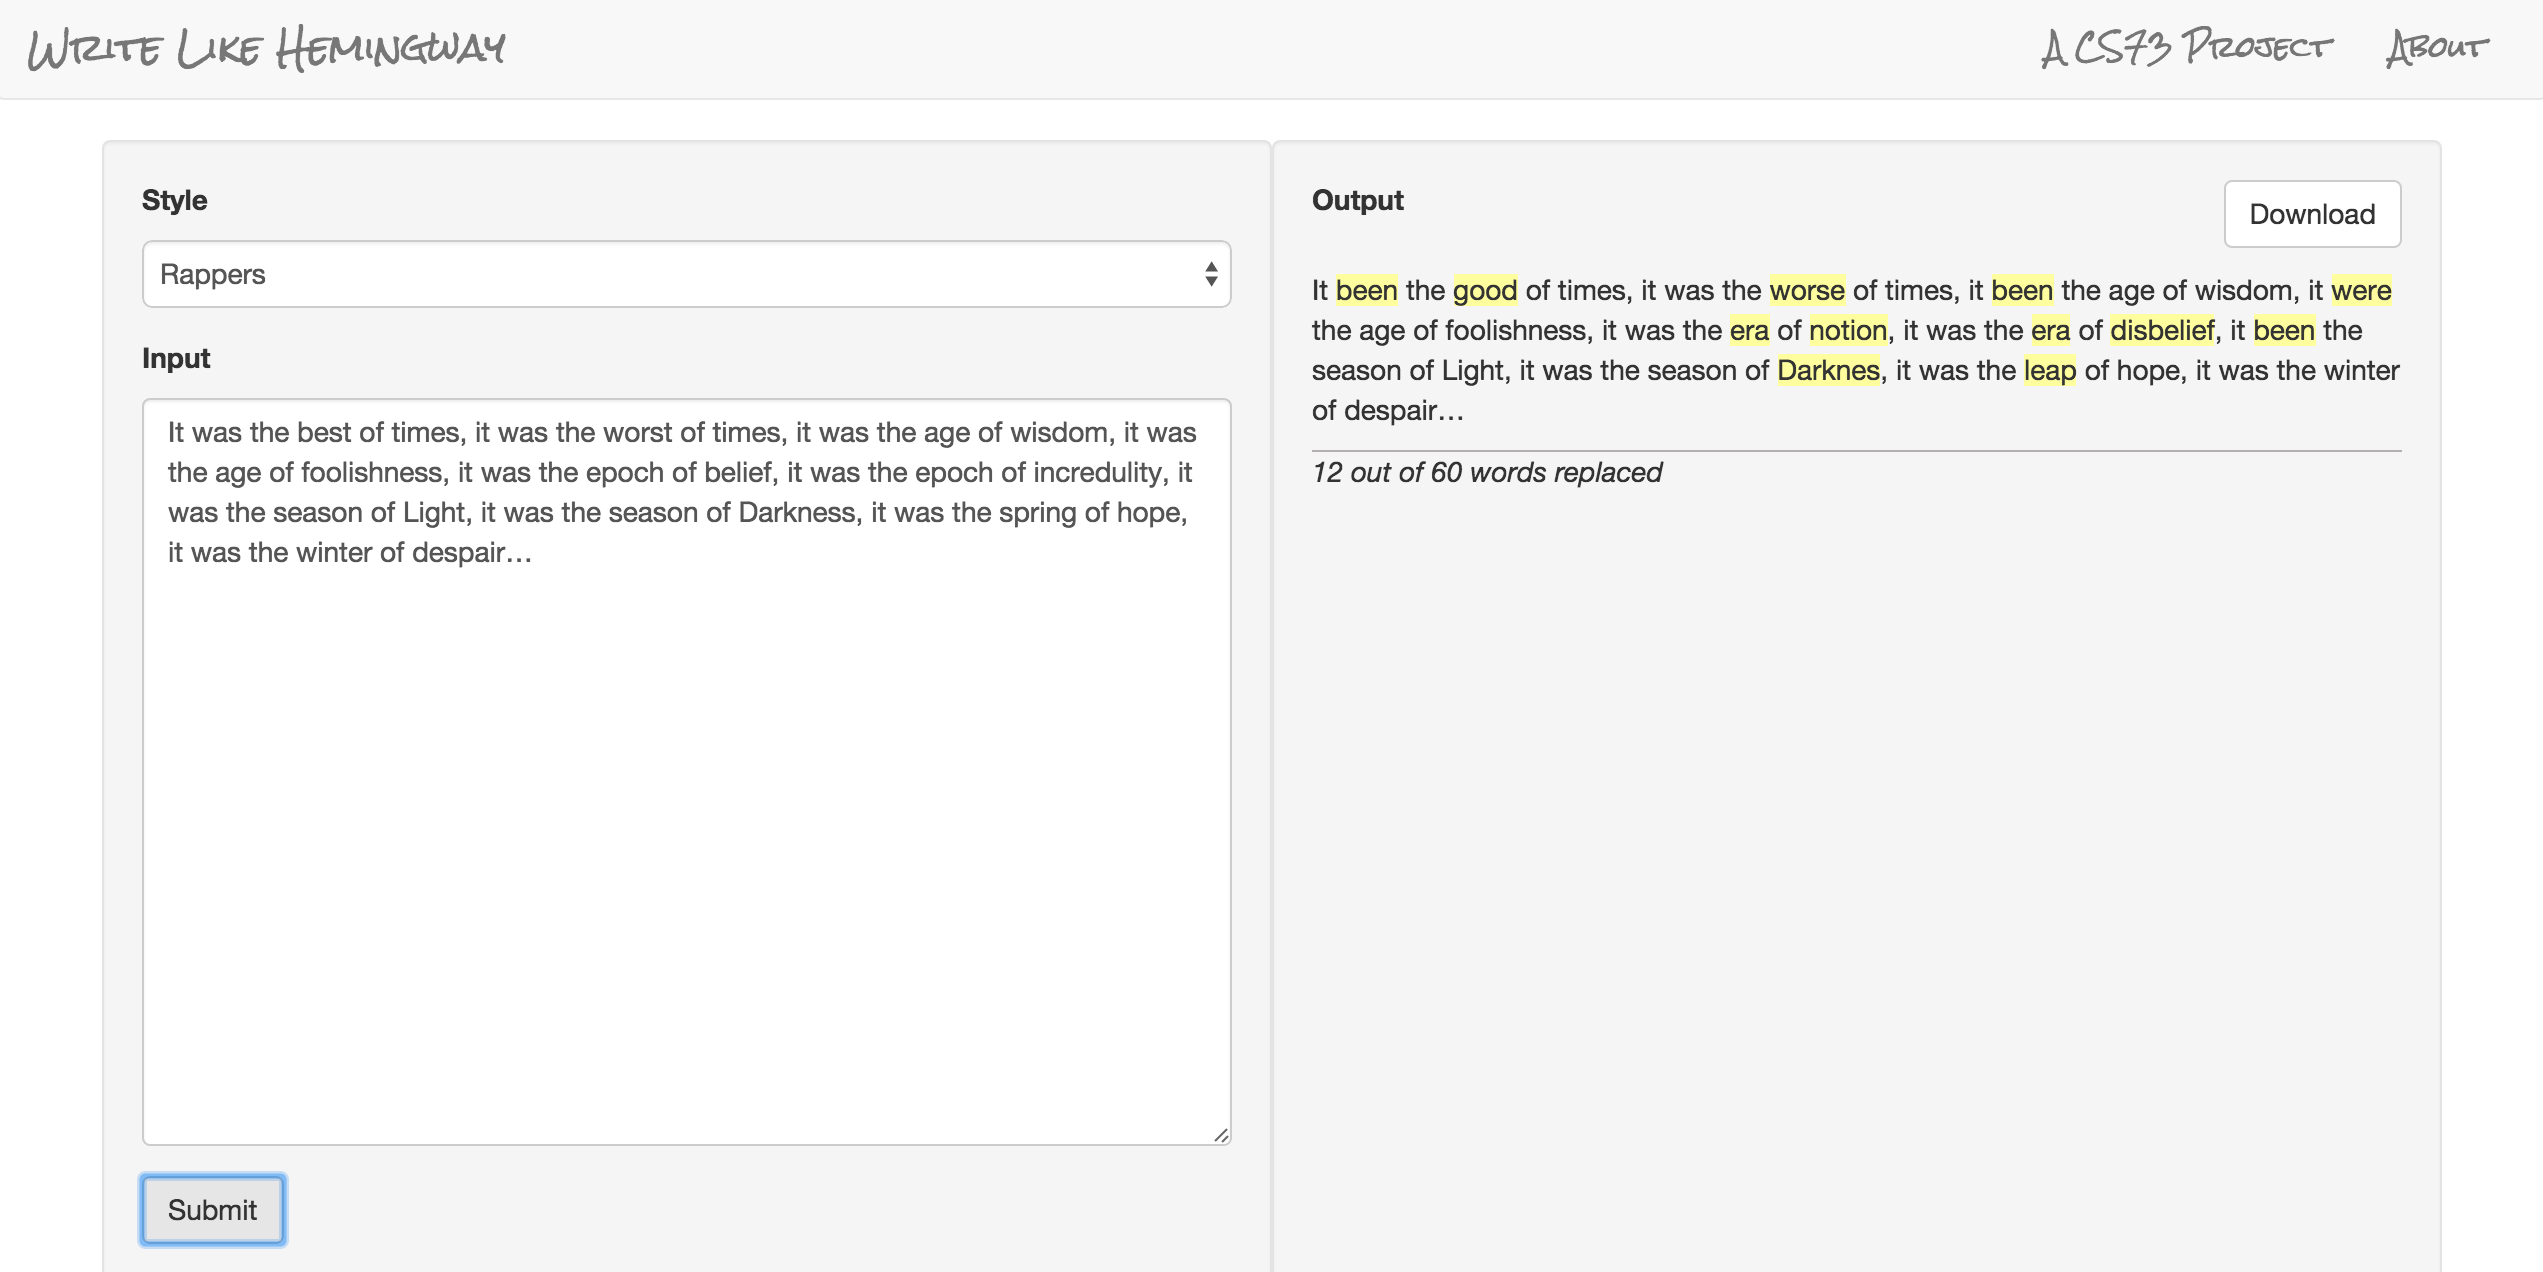 Write Like Hemingway
A CS73 Project
About
Style
Rappers
Input
It was the best of times, it was the worst of times, it was the age of wisdom, it was
the age of foolishness, it was the epoch of belief, it was the epoch of incredulity, it
was the season of Light, it was the season of Darkness, it was the spring of hope,
it was the winter of despair…
Submit
Output
Download
It been the good of times, it was the worse of times, it been the age of wisdom, it were
the age of foolishness, it was the era of notion, it was the era of disbelief, it been the
season of Light, it was the season of Darknes, it was the leap of hope, it was the winter
of despair…
12 out of 60 words replaced